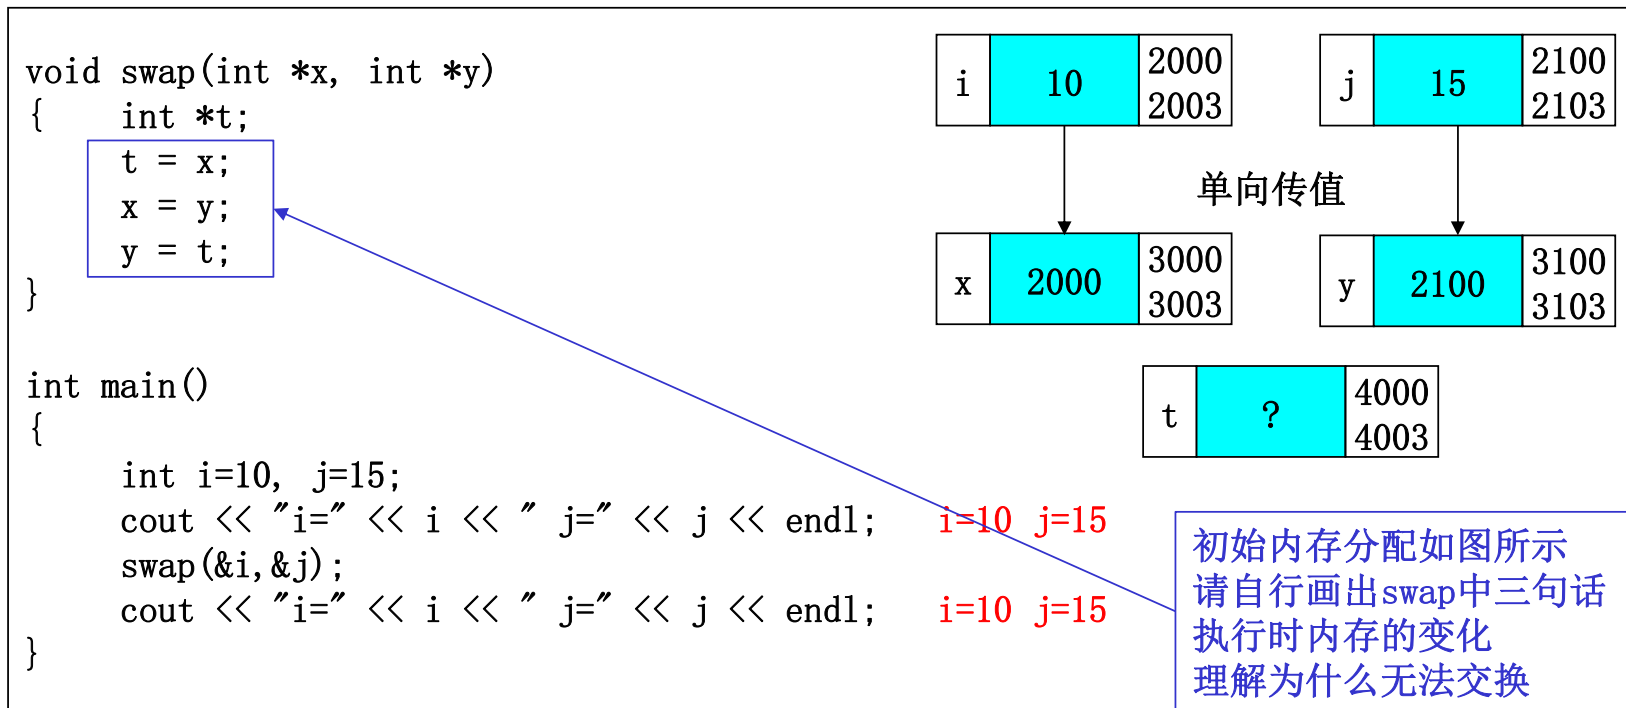 void swap(int *x, int *y)
{    int *t;
     t = x;
     x = y;
     y = t;
}
int main()
{
     int i=10, j=15;
     cout << "i=" << i << " j=" << j << endl;   i=10 j=15
     swap(&i,&j);
     cout << "i=" << i << " j=" << j << endl;   i=10 j=15
}
i 10 2000
2003
j 15 2100
2103
单向传值
x 2000 3000
3003
y 2100 3100
3103
t ? 4000
4003
初始内存分配如图所示
请自行画出swap中三句话
执行时内存的变化
理解为什么无法交换